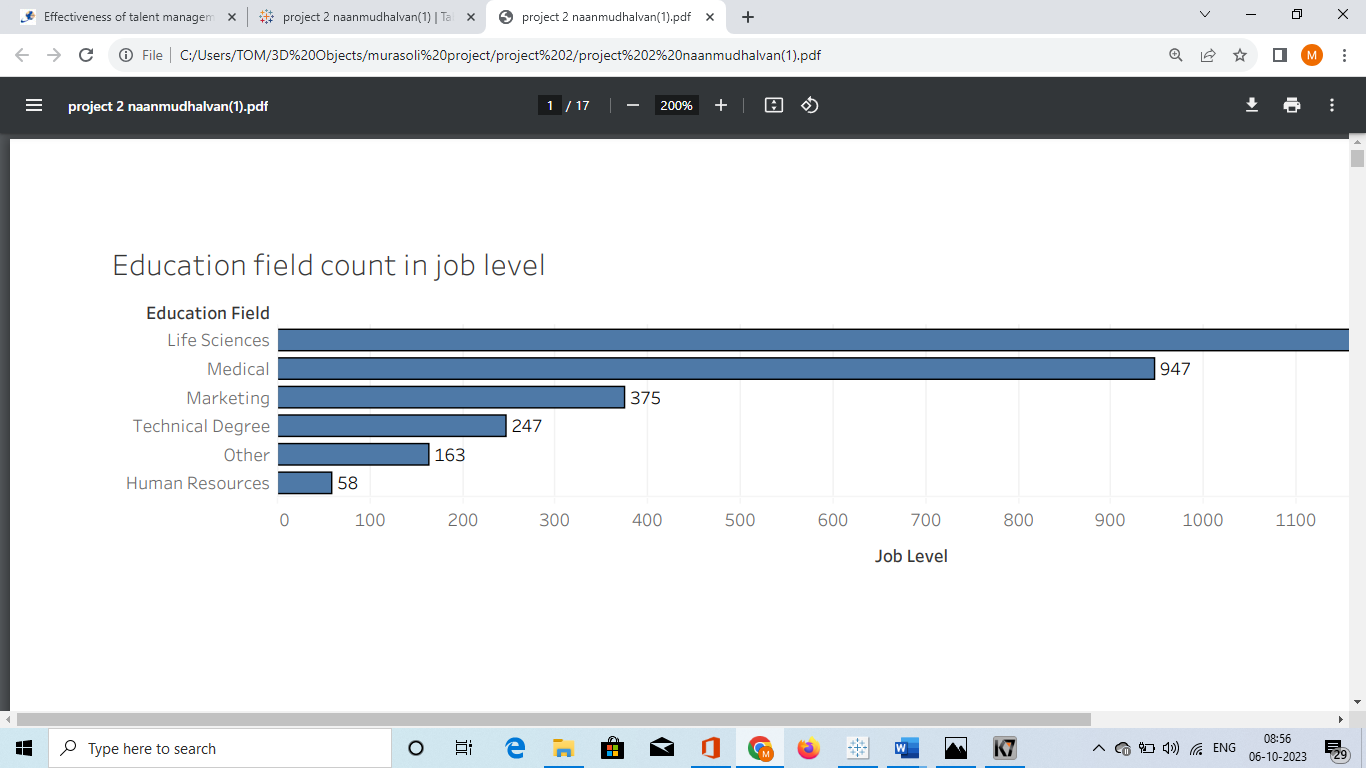 Effectiveness of talent managem
project 2 naanmudhalvan(1) | Ta
project 2 naanmudhalvan(1).pdf
File
C:/Users/TOM/3D%20Objects/murasoli%20project/project%202/project%202%20naanmudhalvan(1).pdf
M
project 2 naanmudhalvan(1).pdf
1 / 17
200%
Education field count in job level
Education Field
Life Sciences
Medical 947
Marketing 375
Technical Degree 247
Other 163
Human Resources 58
0 100 200 300 400 500 600 700 800 900 1000 1100
Job Level
Type here to search
ENG
08:56
06-10-2023
29